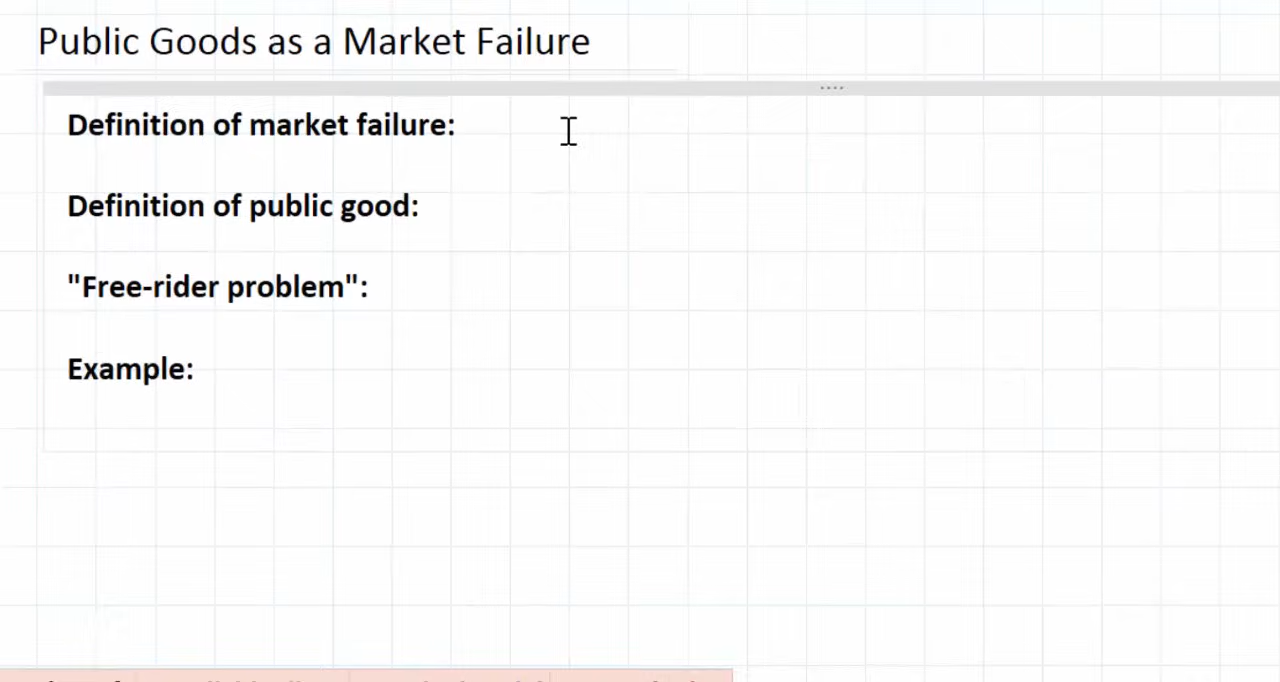 Public Goods as a Market Failure
Definition of market failure:
Definition of public good:
"Free-rider problem":
Example: